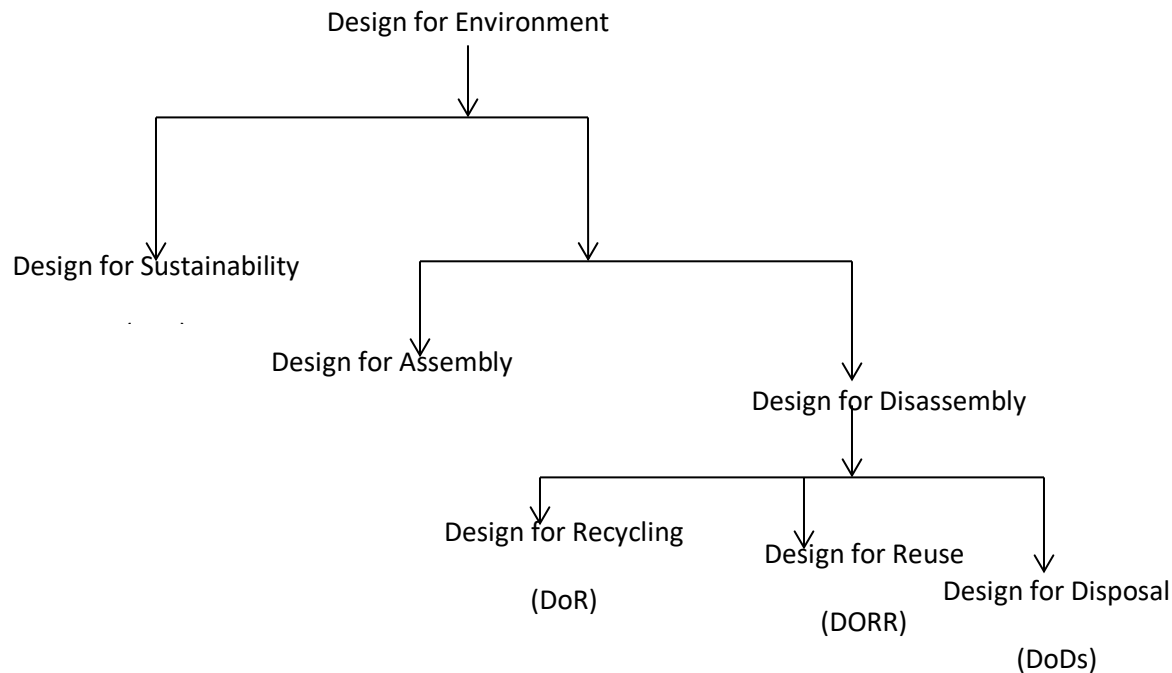 Design for Environment
Design for Sustainability
Design for Assembly
Design for Disassembly
Design for Recycling
(DoR)
Design for Reuse
(DORR)
Design for Disposal
(DoDs)